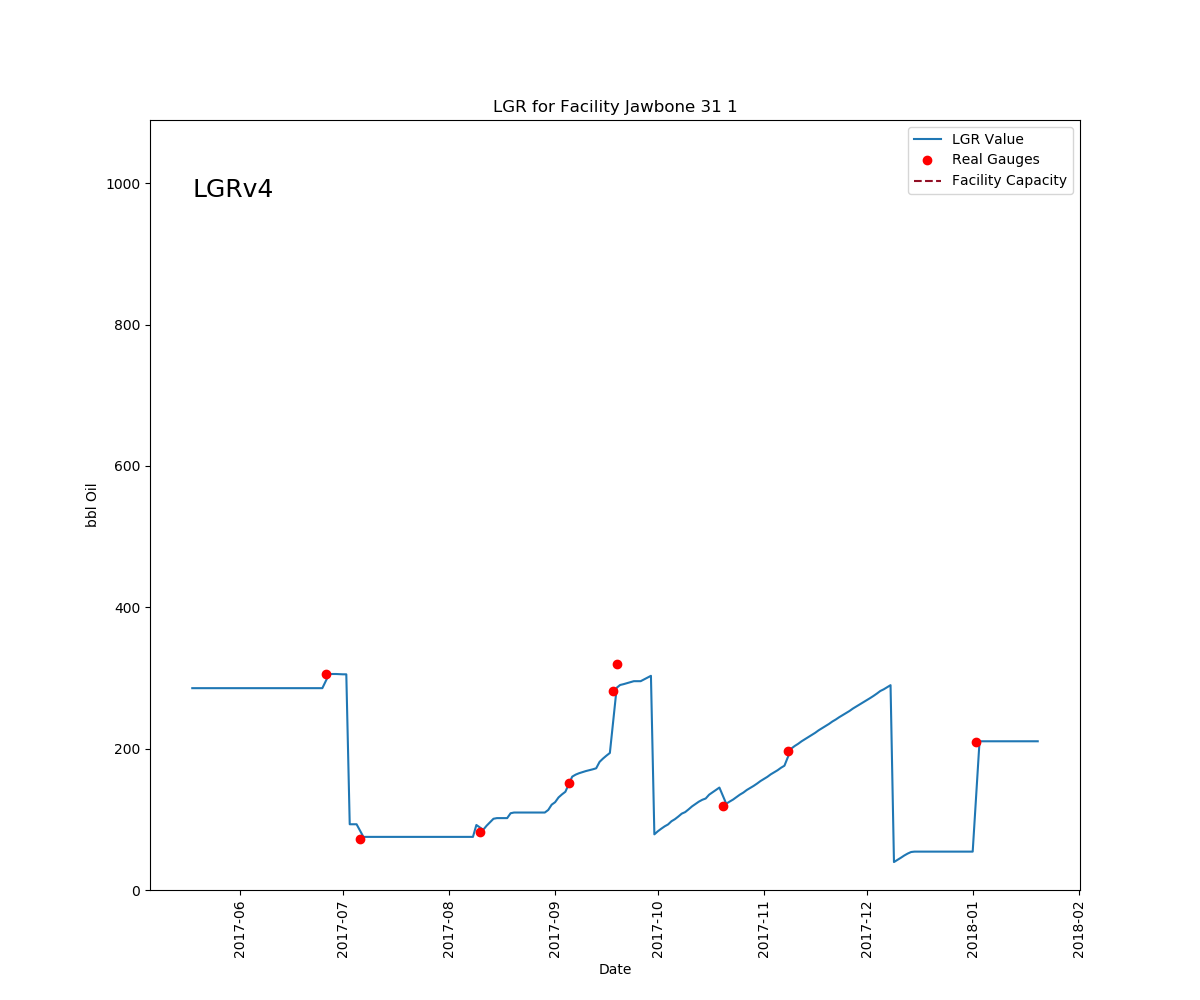 LGR for Facility Jawbone 31 1
LGRv4
LGR Value
Real Gauges
Facility Capacity
1000
800
600
400
200
0
bbl Oil
2017-06
2017-07
2017-08
2017-09
2017-10
2017-11
2017-12
2018-01
2018-02
Date